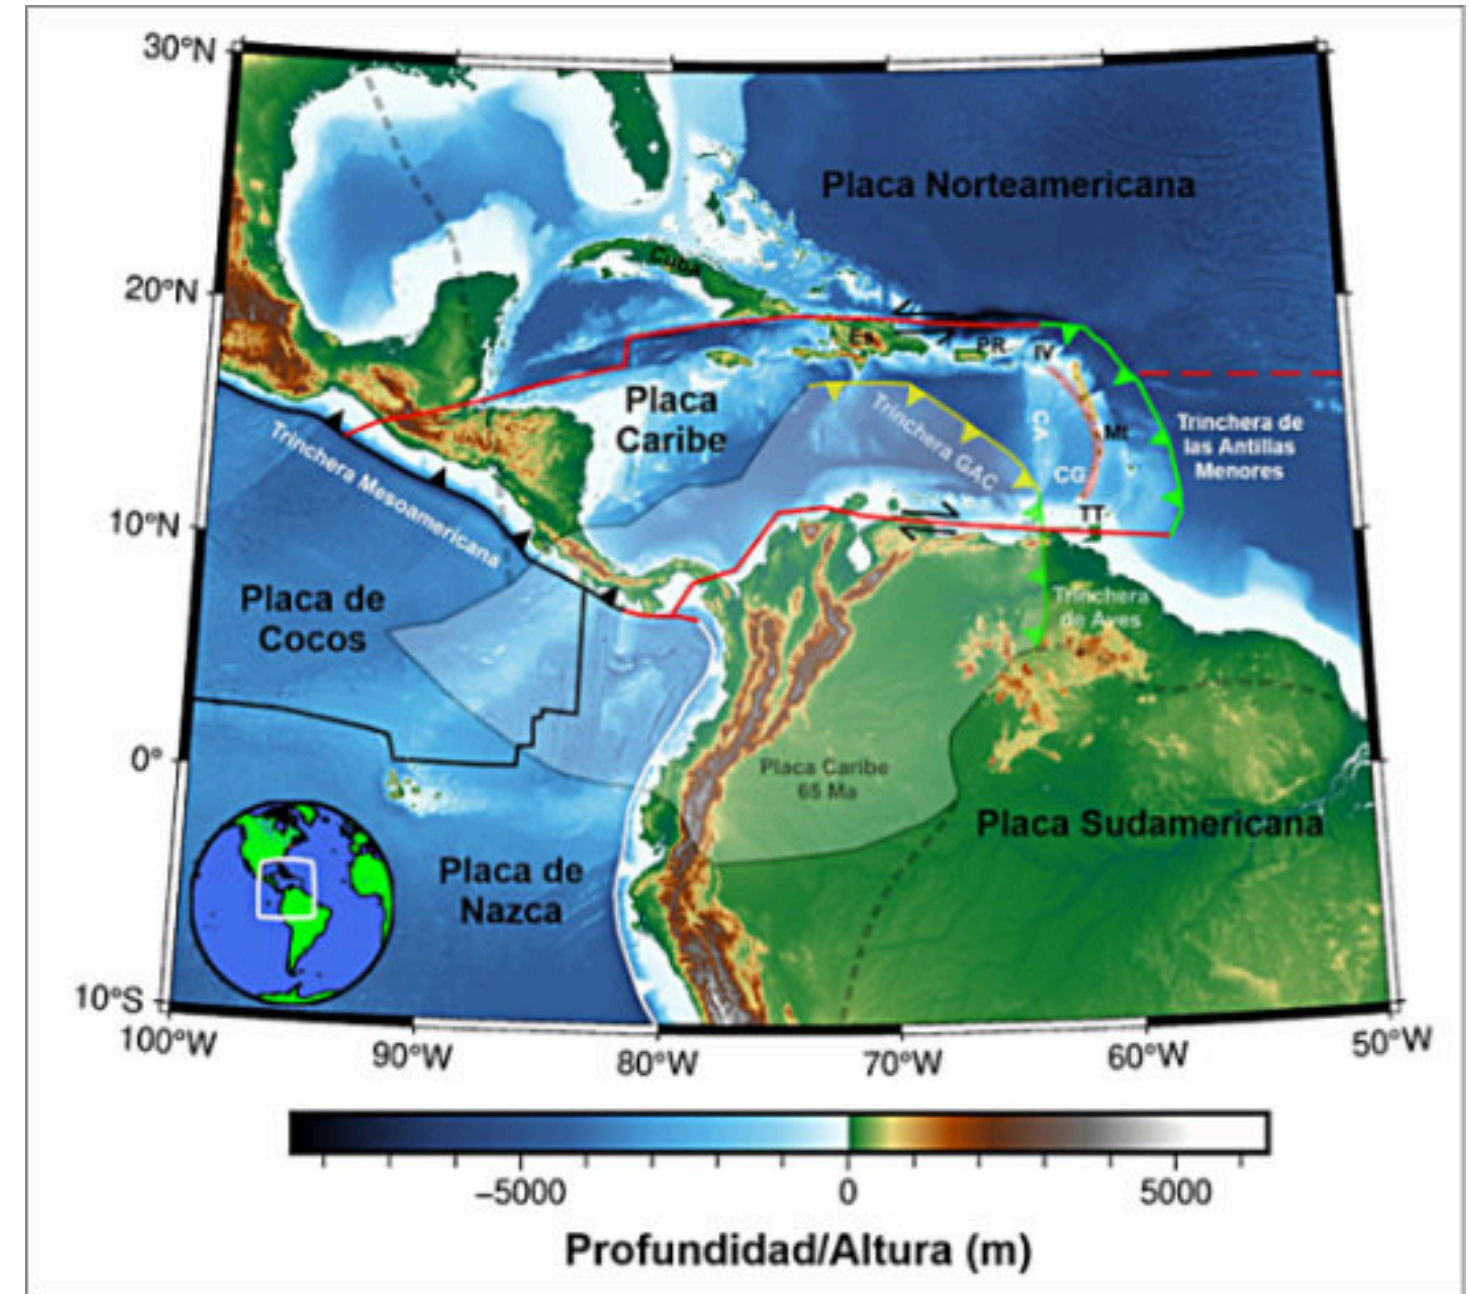 30°N
Placa Norteamericana
Cuba
20°N
Es
PR
IV
Placa
Caribe
Trinchera GAC
CA
Mt
CG
TT
Trinchera de
las Antillas
Menores
Trinchera Mesoamericana
10°N
Placa de
Cocos
Trinchera
de Aves
0°
Placa Caribe
65 Ma
Placa Sudamericana
Placa de
Nazca
10°S
100°W 90°W 80°W 70°W 60°W 50°W
−5000 0 5000
Profundidad/Altura (m)